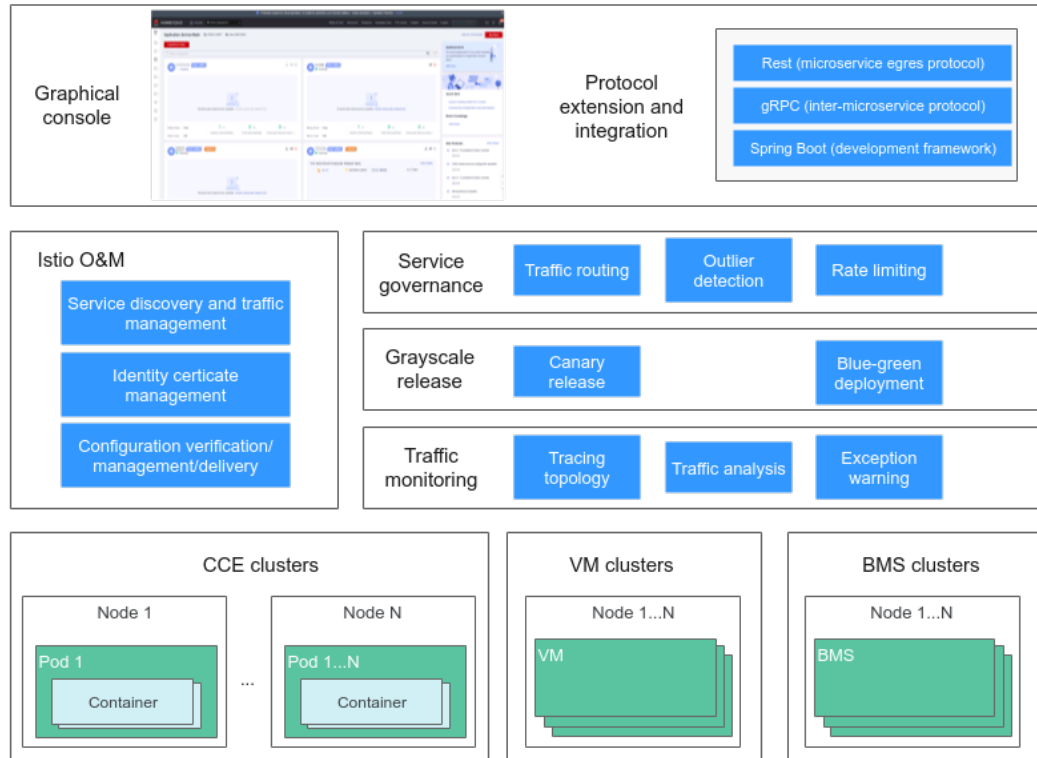 Graphical
console
Protocol
extension and
integration
Rest (microservice egres protocol)
gRPC (inter-microservice protocol)
Spring Boot (development framework)
Istio O&M
Service discovery and traffic
management
Identity certicate
management
Configuration verification/
management/delivery
Service
governance
Traffic routing
Outlier
detection
Rate limiting
Grayscale
release
Canary
release
Blue-green
deployment
Traffic
monitoring
Tracing
topology
Traffic analysis
Exception
warning
CCE clusters
Node 1
Pod 1
Container
...
Node N
Pod 1...N
Container
VM clusters
Node 1...N
VM
BMS clusters
Node 1...N
BMS